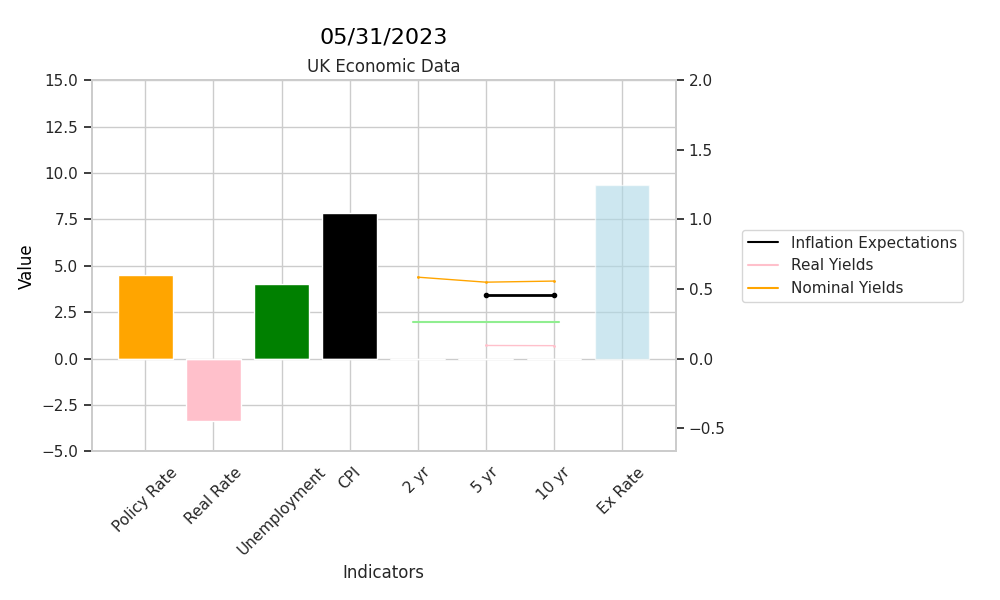 05/31/2023
UK Economic Data
15.0
12.5
10.0
7.5
5.0
2.5
0.0
−2.5
−5.0
Value
2.0
1.5
1.0
0.5
0.0
−0.5
Inflation Expectations
Real Yields
Nominal Yields
Policy Rate
Real Rate
Unemployment
CPI
2 yr
5 yr
10 yr
Ex Rate
Indicators